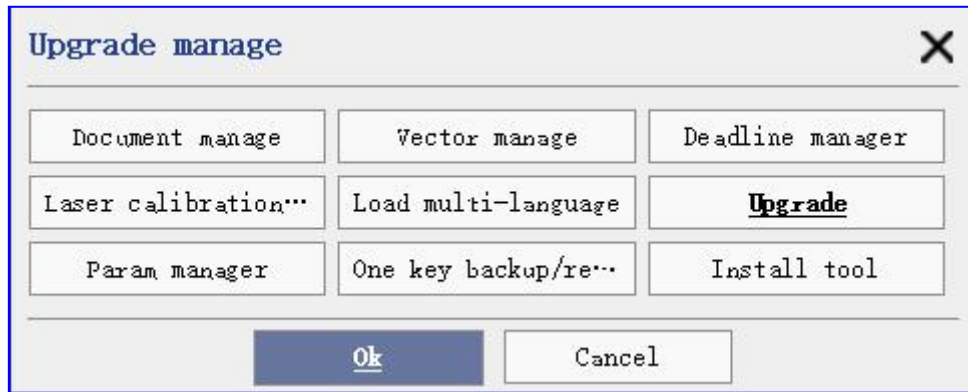 Upgrade manage
Document manage
Vector manage
Deadline manager
Laser calibration…
Load multi-language
Upgrade
Param manager
One key backup/re…
Install tool
Ok
Cancel